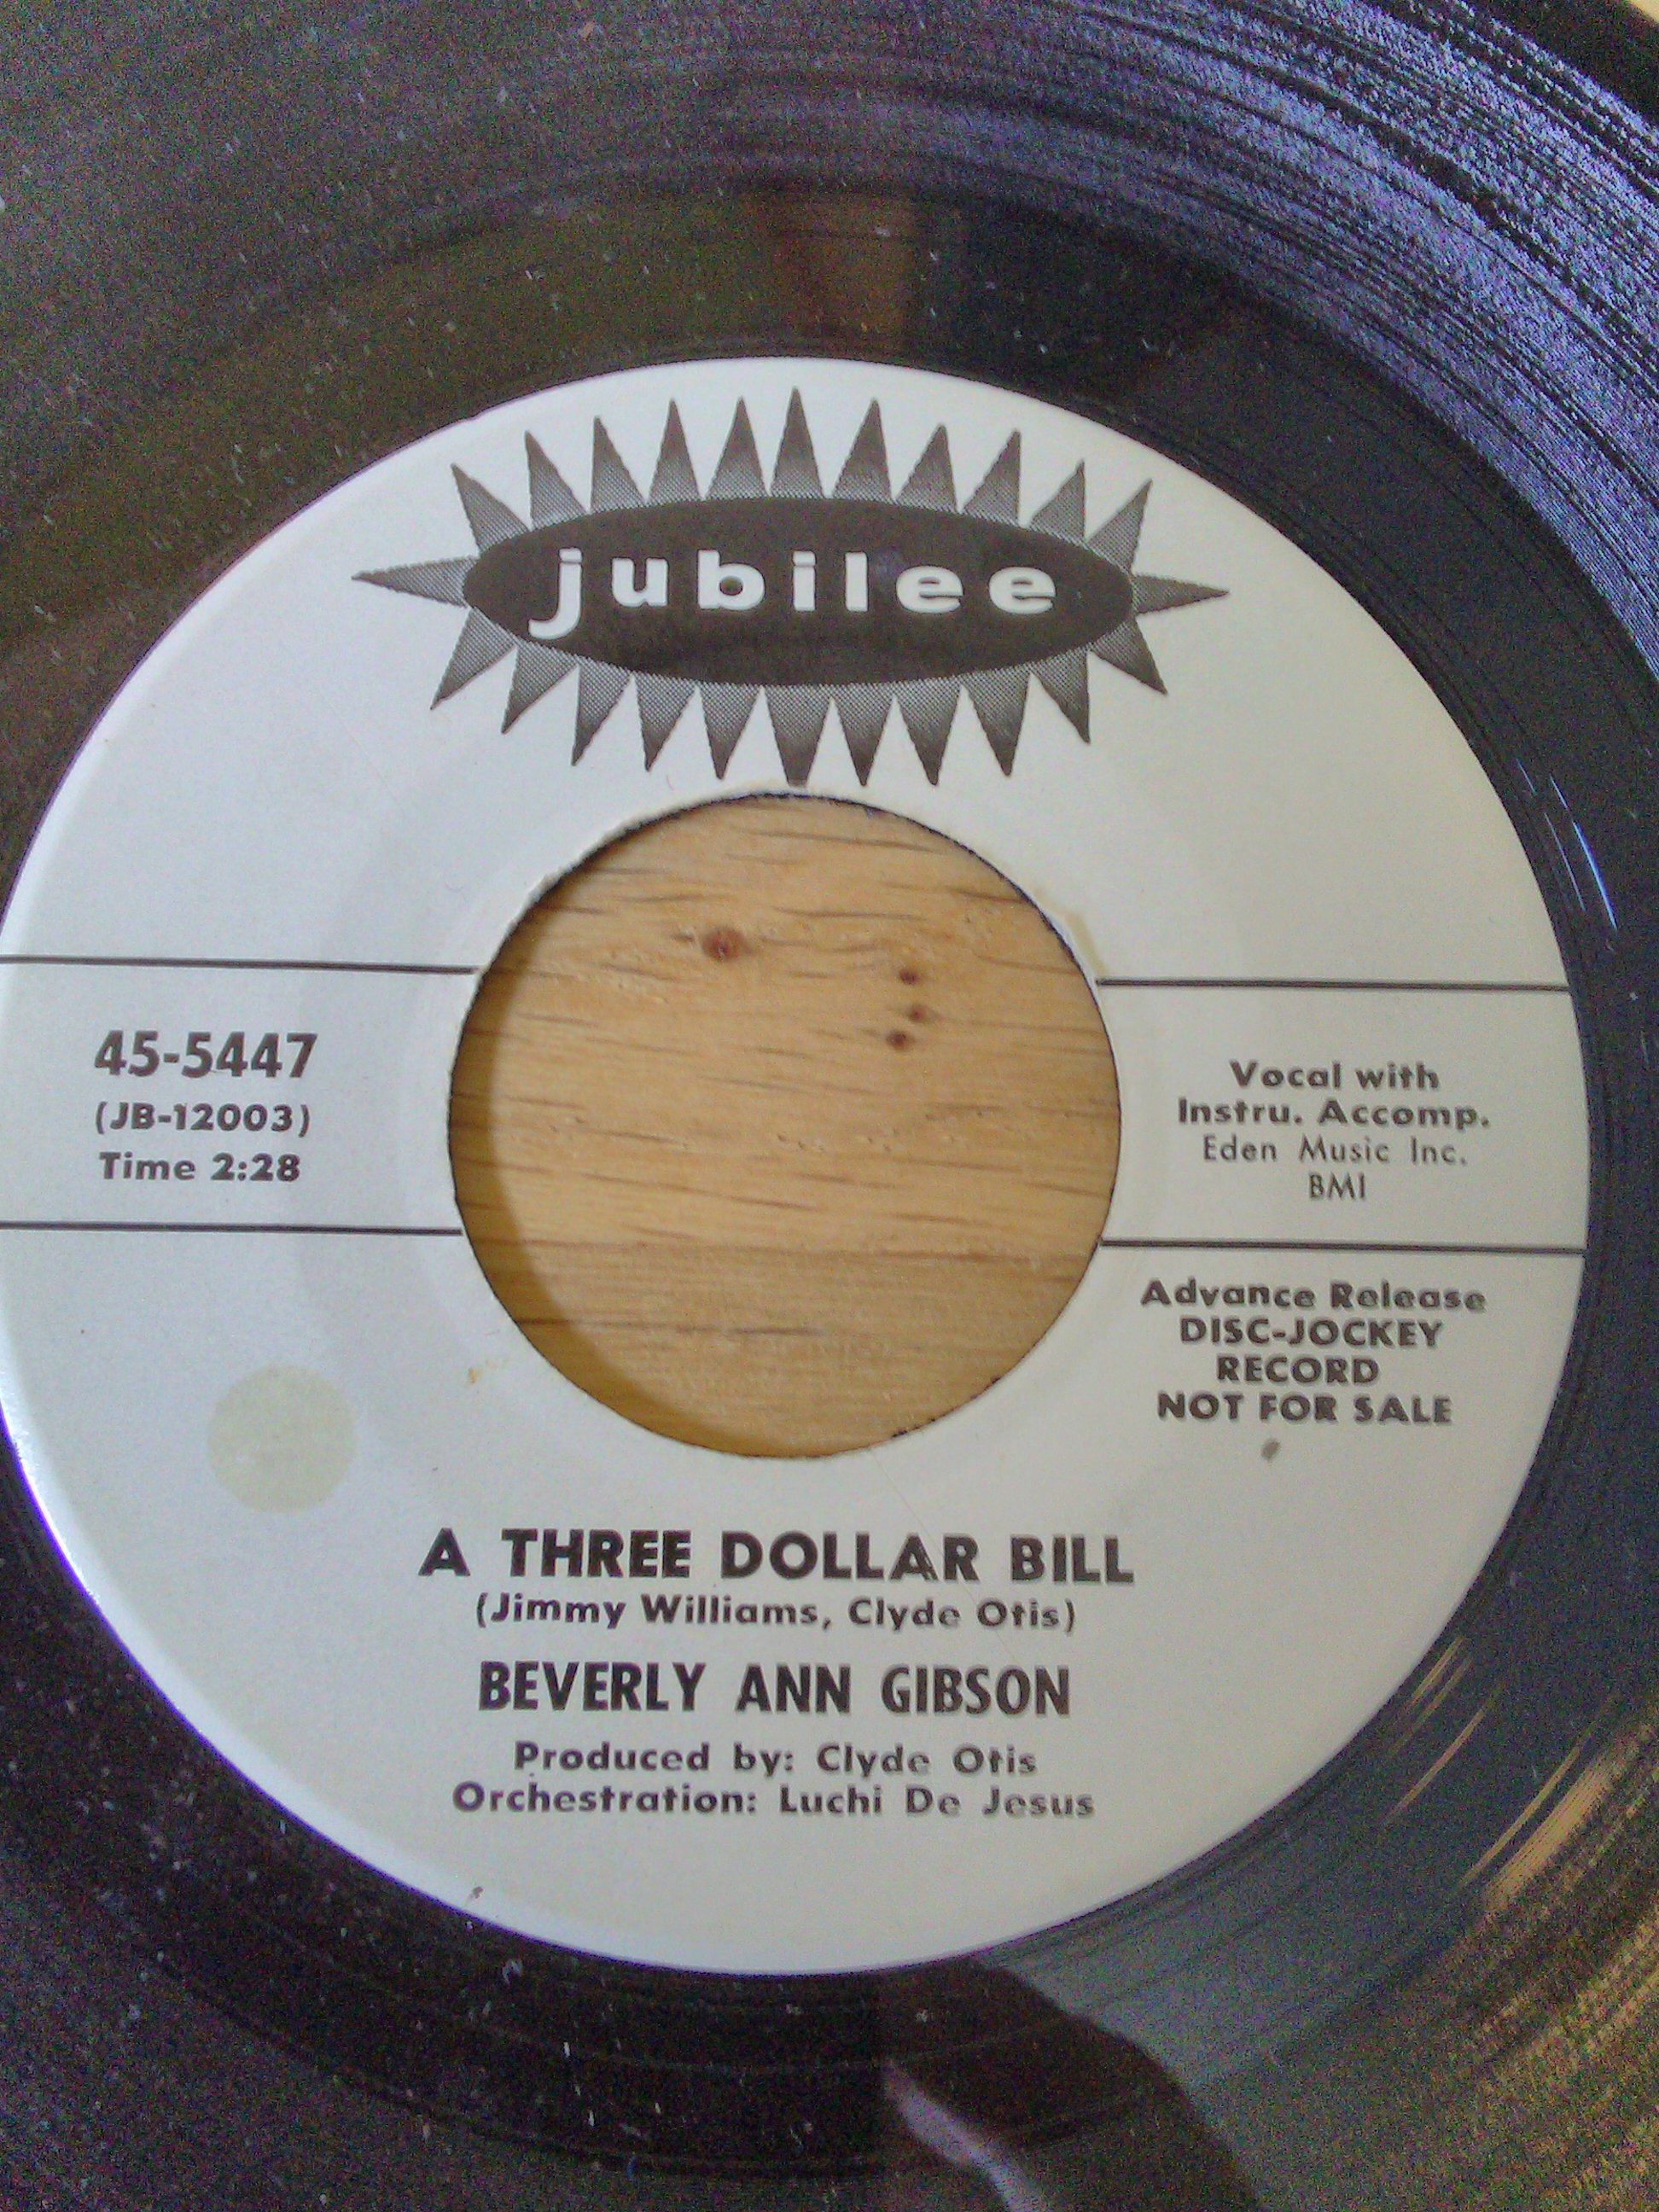 jubilee
45-5447
(JB-12003)
Time 2:28
Vocal with
Instru. Accomp.
Eden Music Inc.
BMI
Advance Release
DISC-JOCKEY
RECORD
NOT FOR SALE
A THREE DOLLAR BILL
(Jimmy Williams, Clyde Otis)
BEVERLY ANN GIBSON
Produced by: Clyde Otis
Orchestration: Luchi De Jesus